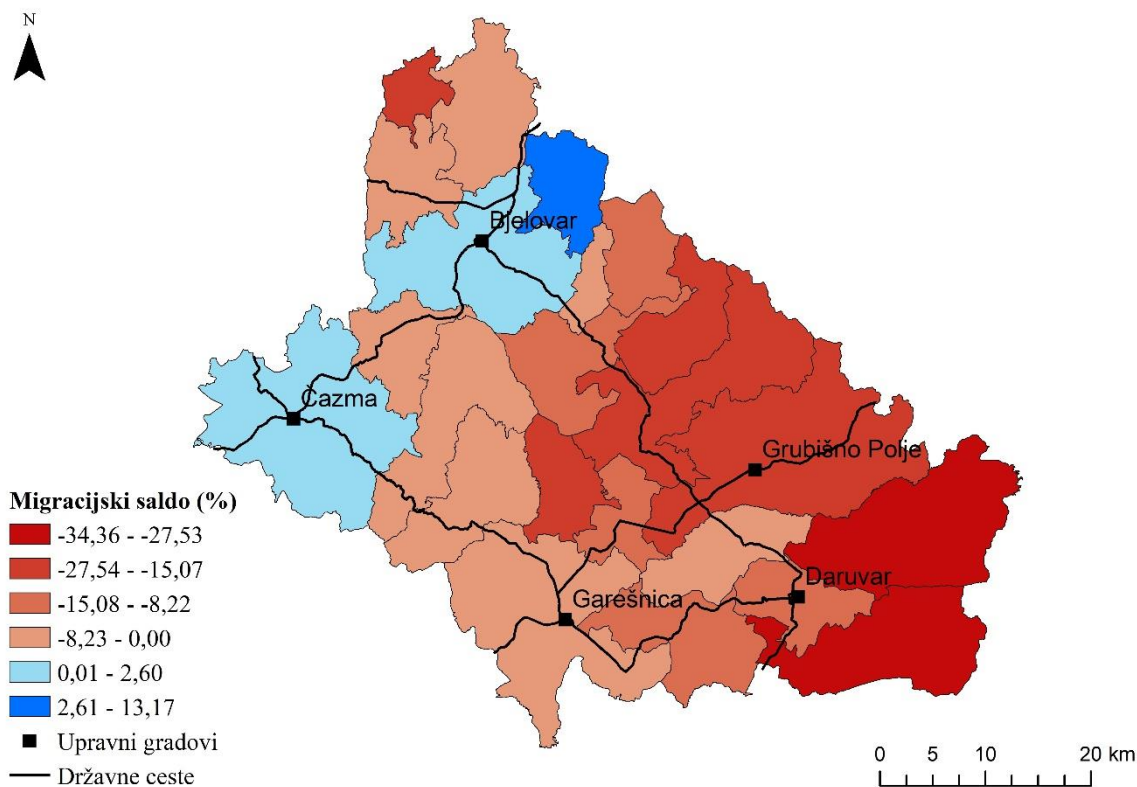 N
Bjelovar
Čazma
Grubišno Polje
Daruvar
Garešnica
Migracijski saldo (%)
-34,36 - -27,53
-27,54 - -15,07
-15,08 - -8,22
-8,23 - 0,00
0,01 - 2,60
2,61 - 13,17
Upravni gradovi
Državne ceste
0 5 10 20 km